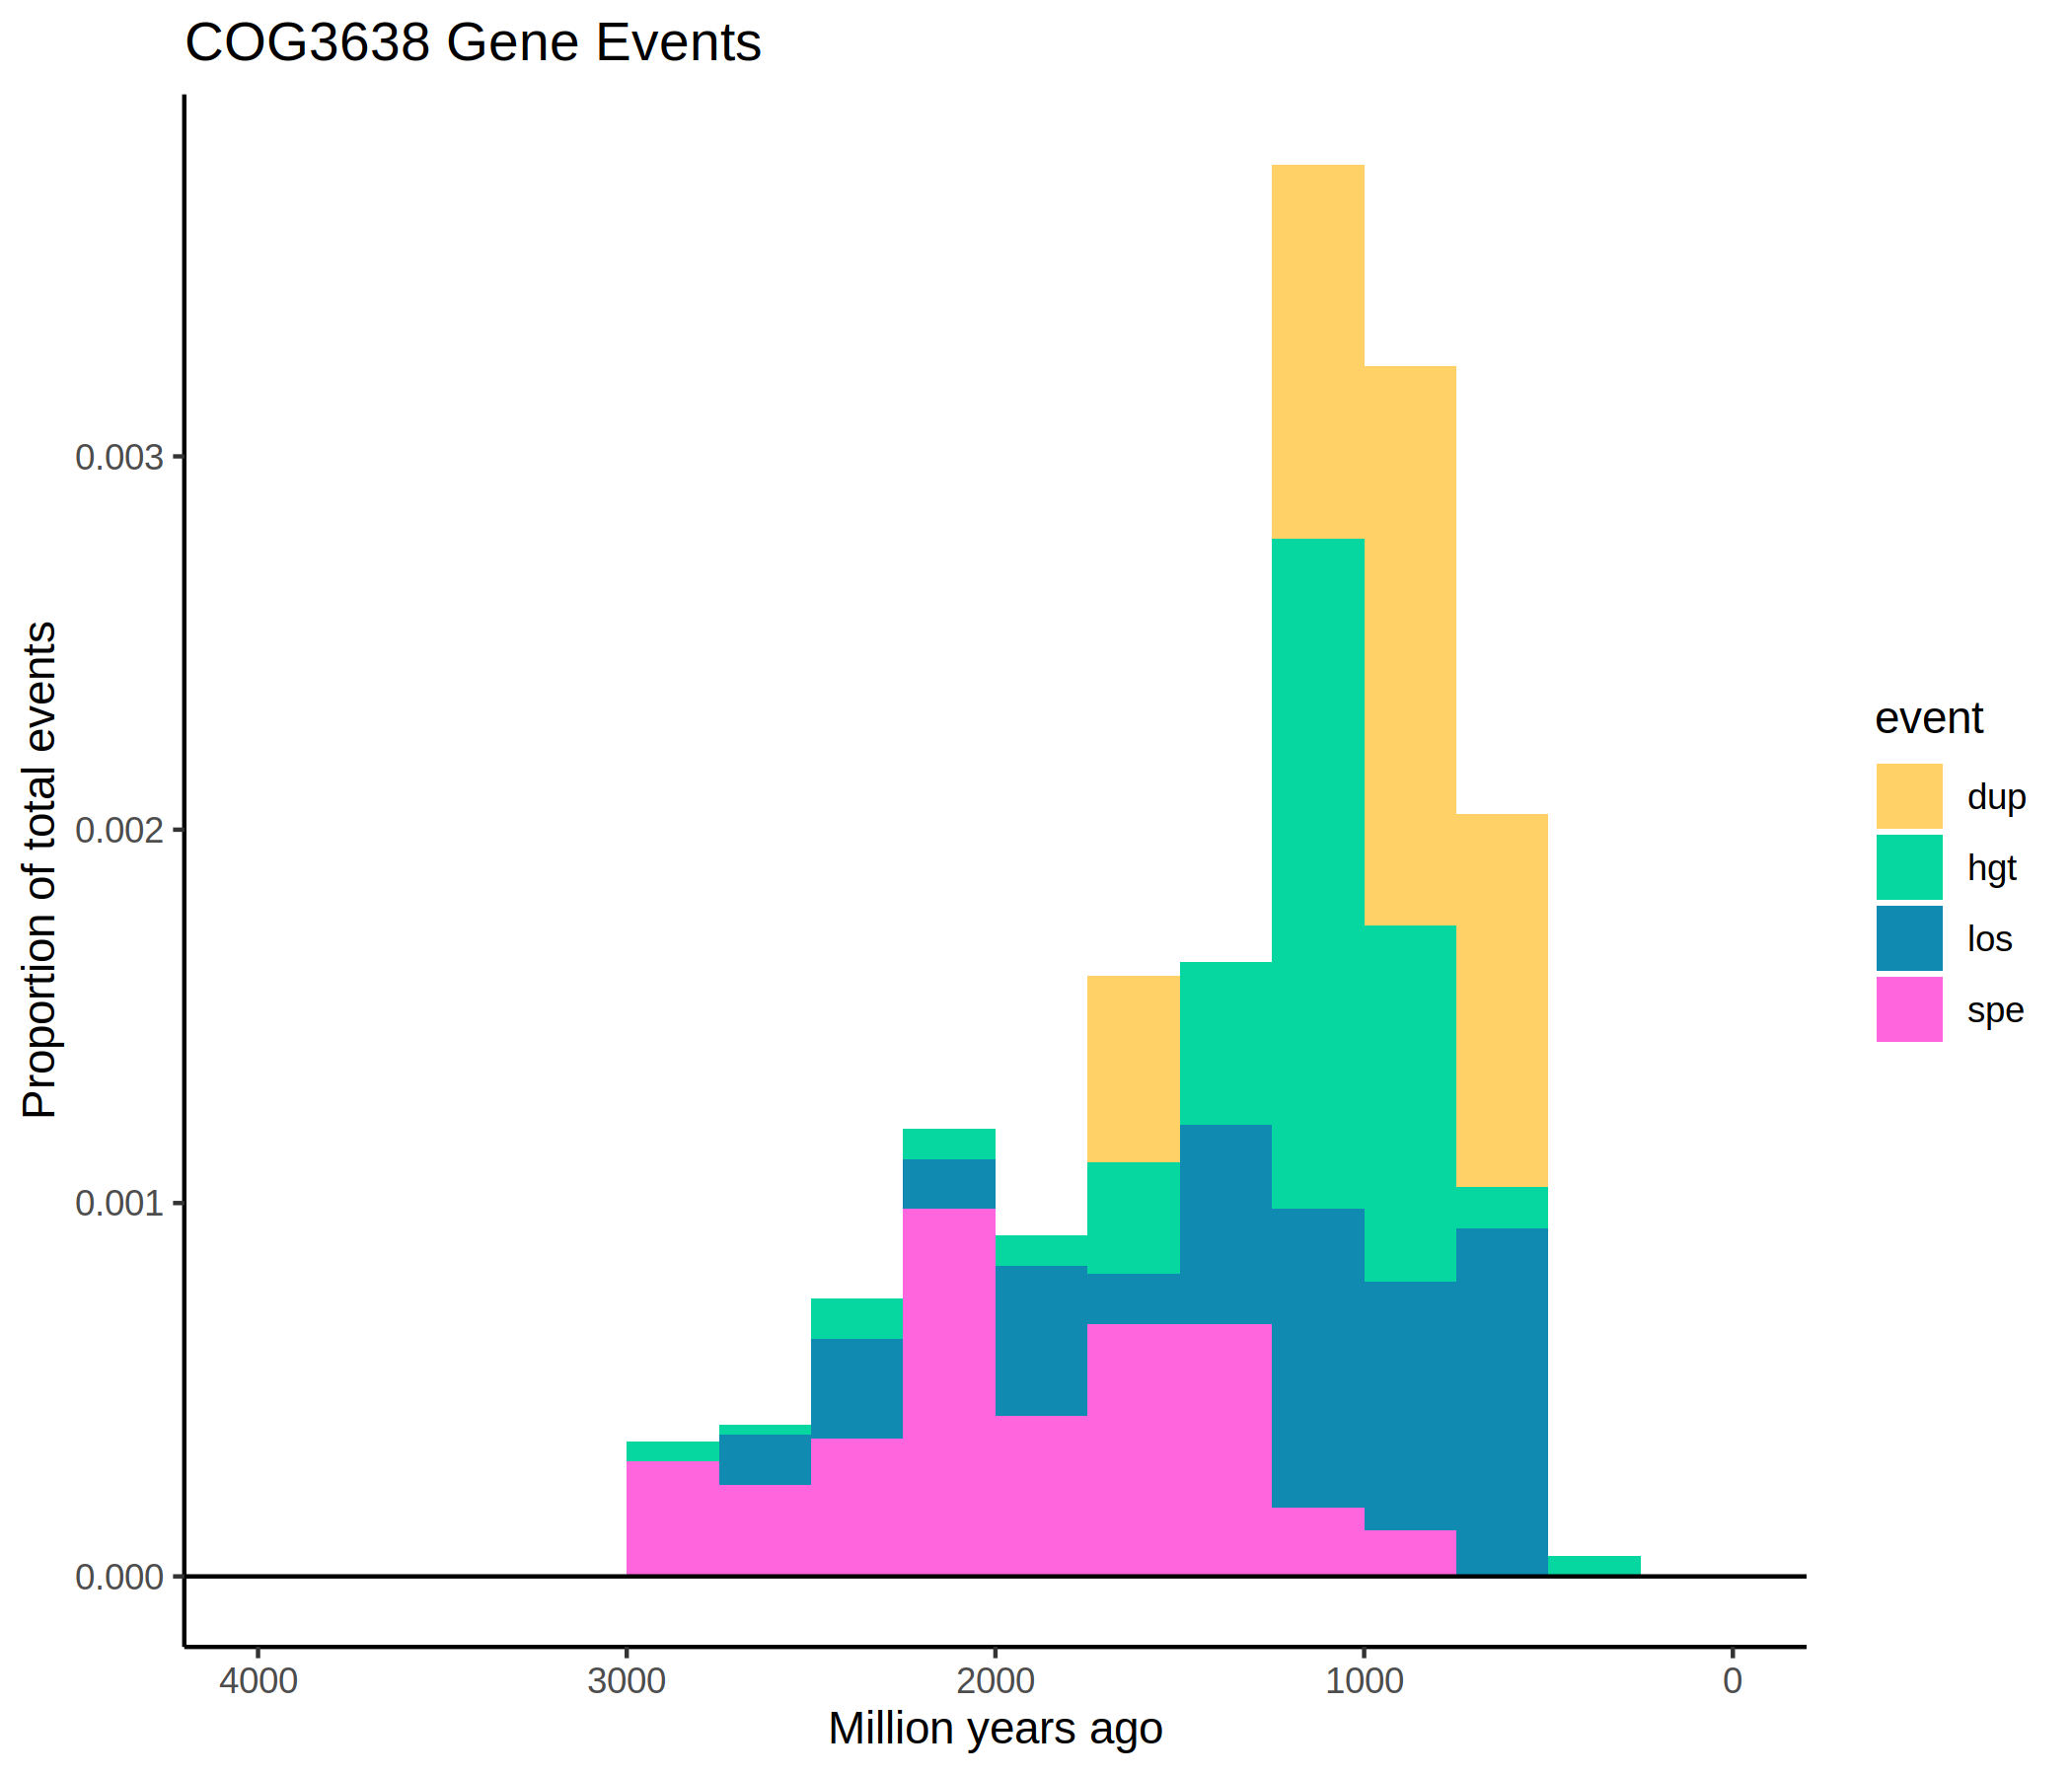 COG3638 Gene Events
Proportion of total events
0.003
0.002
0.001
0.000
4000 3000 2000 1000 0
Million years ago
event
dup
hgt
los
spe